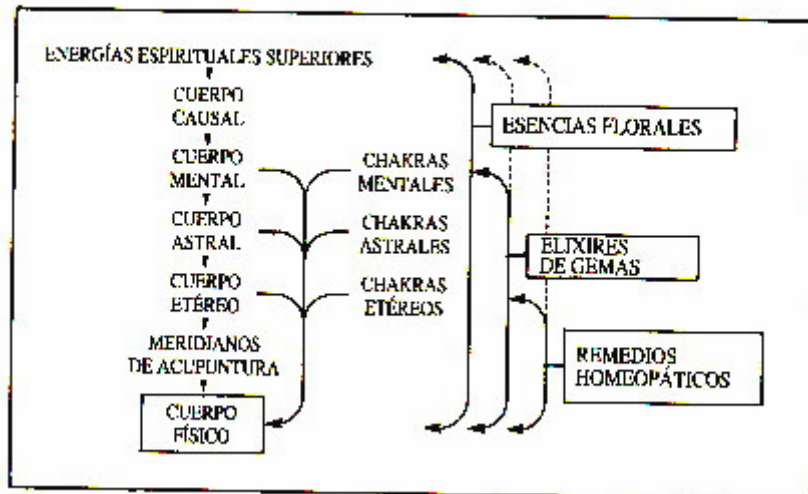 ENERGÍAS ESPIRITUALES SUPERIORES
CUERPO
CAUSAL
CUERPO
MENTAL
CUERPO
ASTRAL
CUERPO
ETÉREO
MERIDIANOS
DE ACUPUNTURA
CUERPO
FÍSICO
CHAKRAS
MENTALES
CHAKRAS
ASTRALES
CHAKRAS
ETÉREOS
ESENCIAS FLORALES
ELIXIRES
DE GEMAS
REMEDIOS
HOMEOPÁTICOS